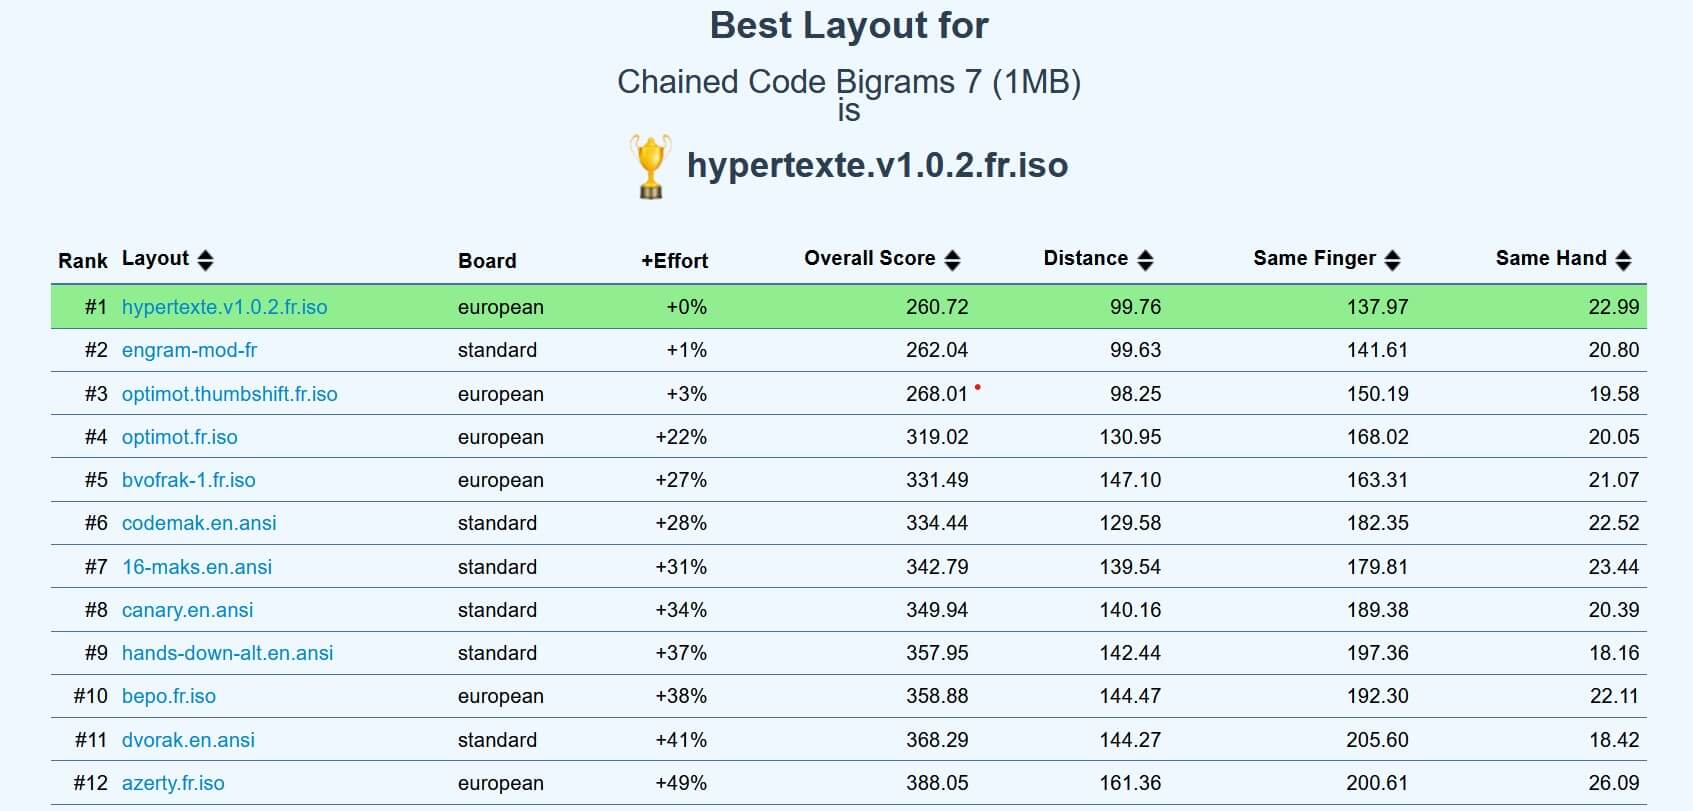 Best Layout for
Chained Code Bigrams 7 (1MB)
is
hypertexte.v1.0.2.fr.iso
Rank Layout Board +Effort Overall Score Distance Same Finger Same Hand
#1 hypertexte.v1.0.2.fr.iso european +0% 260.72 99.76 137.97 22.99
#2 engram-mod-fr standard +1% 262.04 99.63 141.61 20.80
#3 optimot.thumbshift.fr.iso european +3% 268.01 98.25 150.19 19.58
#4 optimot.fr.iso european +22% 319.02 130.95 168.02 20.05
#5 bvofrak-1.fr.iso european +27% 331.49 147.10 163.31 21.07
#6 codemak.en.ansi standard +28% 334.44 129.58 182.35 22.52
#7 16-maks.en.ansi standard +31% 342.79 139.54 179.81 23.44
#8 canary.en.ansi standard +34% 349.94 140.16 189.38 20.39
#9 hands-down-alt.en.ansi standard +37% 357.95 142.44 197.36 18.16
#10 bepo.fr.iso european +38% 358.88 144.47 192.30 22.11
#11 dvorak.en.ansi standard +41% 368.29 144.27 205.60 18.42
#12 azerty.fr.iso european +49% 388.05 161.36 200.61 26.09